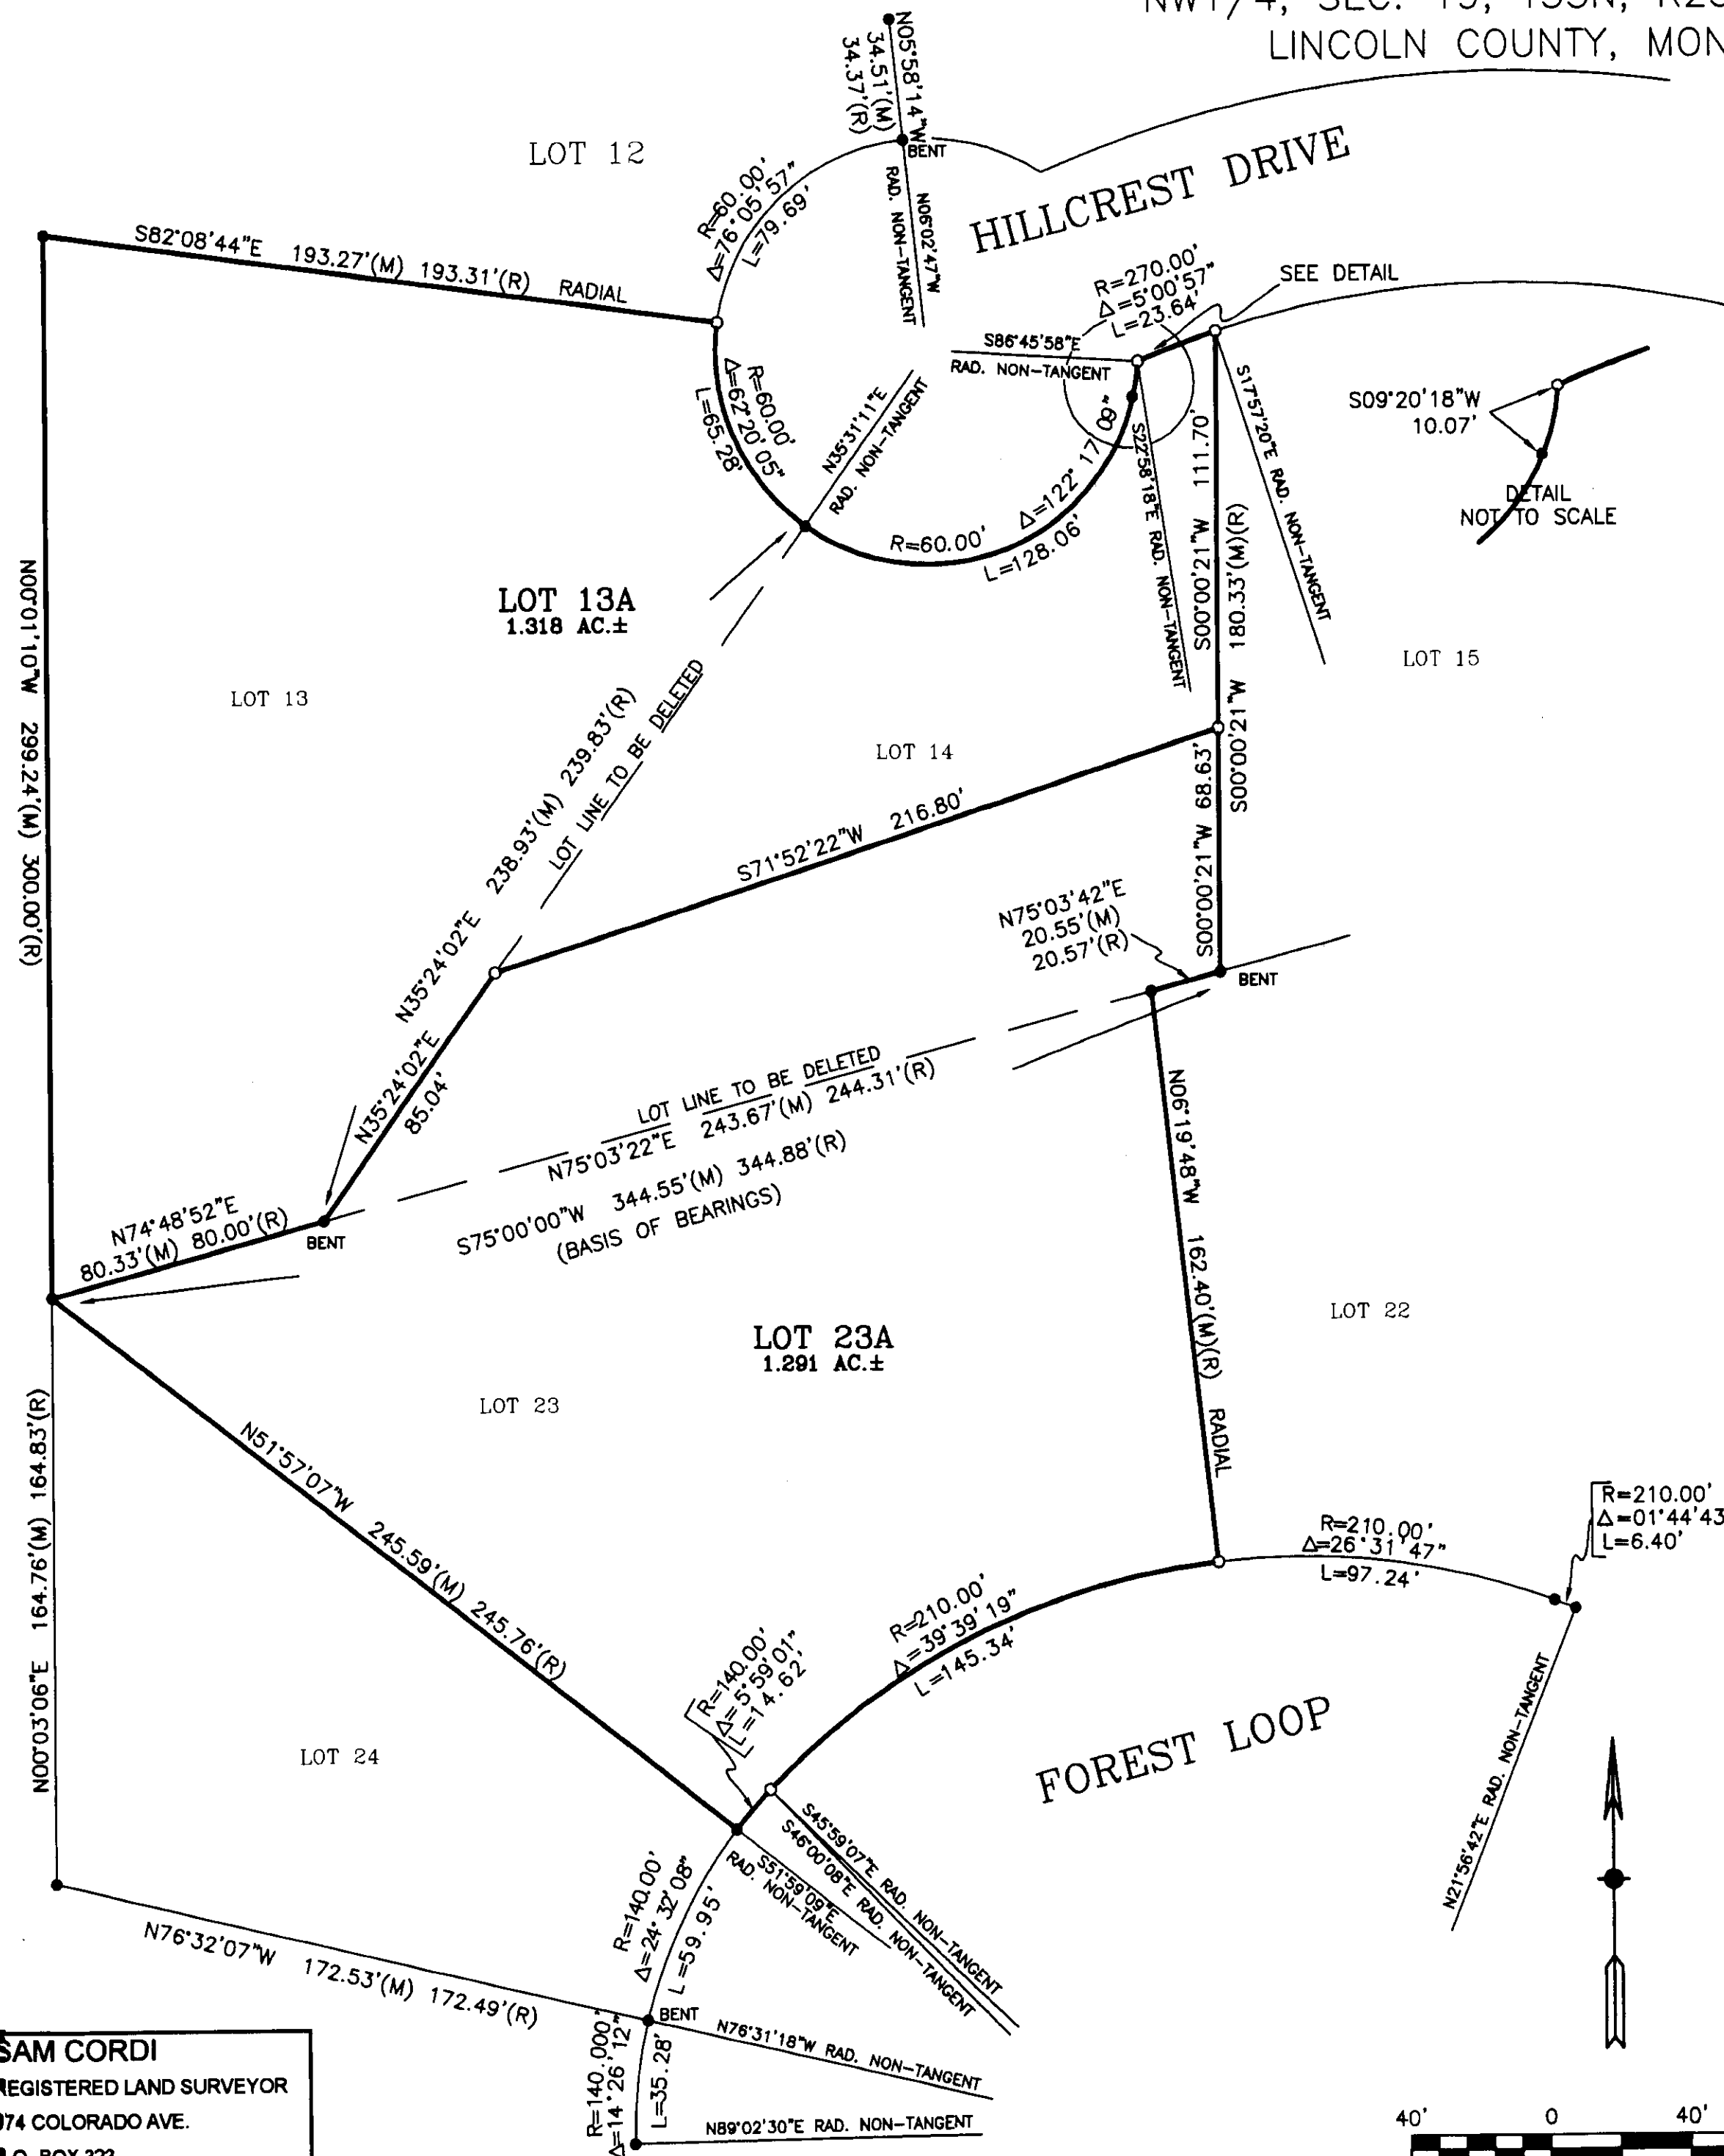 LINCOLN COUNTY, MON
N05°58'14"W
34.51'(M)
34.37'(R)
BENT
LOT 12
HILLCREST DRIVE
R=60.00'
Δ=76°05'57"
L=79.69'
N06°02'47"W
RAD. NON-TANGENT
S82°08'44"E 193.27'(M) 193.31'(R) RADIAL
R=270.00'
Δ=5°00'57"
L=23.64'
SEE DETAIL
S86°45'58"E
RAD. NON-TANGENT
S09°20'18"W
10.07'
DETAIL
NOT TO SCALE
R=60.00'
Δ=62°20'05"
L=65.28'
N35°31'11"E
RAD. NON-TANGENT
R=60.00' Δ=122° 17' 09"
L=128.06'
S22°58'18"E RAD. NON-TANGENT
S00°00'21"W 111.70'
S17°57'20"E RAD. NON-TANGENT
S00°00'21"W 180.33'(M)(R)
LOT 13A
1.318 AC.±
LOT 15
LOT 13
N00°01'10"W 299.24'(M) 300.00'(R)
N35°24'02"E 238.93'(M) 239.83'(R)
LOT LINE TO BE DELETED
LOT 14
S71°52'22"W 216.80'
S00°00'21"W 68.63'
N75°03'42"E
20.55'(M)
20.57'(R)
BENT
N35°24'02"E
85.04'
LOT LINE TO BE DELETED
N75°03'22"E 243.67'(M) 244.31'(R)
S75°00'00"W 344.55'(M) 344.88'(R)
(BASIS OF BEARINGS)
N74°48'52"E
80.33'(M) 80.00'(R)
BENT
N06°19'48"W 162.40'(M)(R) RADIAL
LOT 22
LOT 23A
1.291 AC.±
LOT 23
N00°03'06"E 164.76'(M) 164.83'(R)
N51°57'07"W 245.59'(M) 245.76'(R)
R=210.00'
Δ=26°31'47"
L=97.24'
R=210.00'
Δ=01°44'43
L=6.40'
R=210.00'
Δ=39°39'19"
L=145.34'
R=140.00'
Δ=5°59'01"
L=14.62'
FOREST LOOP
LOT 24
N21°56'42"E RAD. NON-TANGENT
S45°59'07"E RAD. NON-TANGENT
S46°00'08"E RAD. NON-TANGENT
S51°59'09"E
RAD. NON-TANGENT
R=140.00'
Δ=24°32'08"
L=59.95'
N76°32'07"W 172.53'(M) 172.49'(R)
BENT
N76°31'18"W RAD. NON-TANGENT
R=140.000'
Δ=14°26'12"
L=35.28'
N89°02'30"E RAD. NON-TANGENT
SAM CORDI
REGISTERED LAND SURVEYOR
74 COLORADO AVE.
40' 0 40'